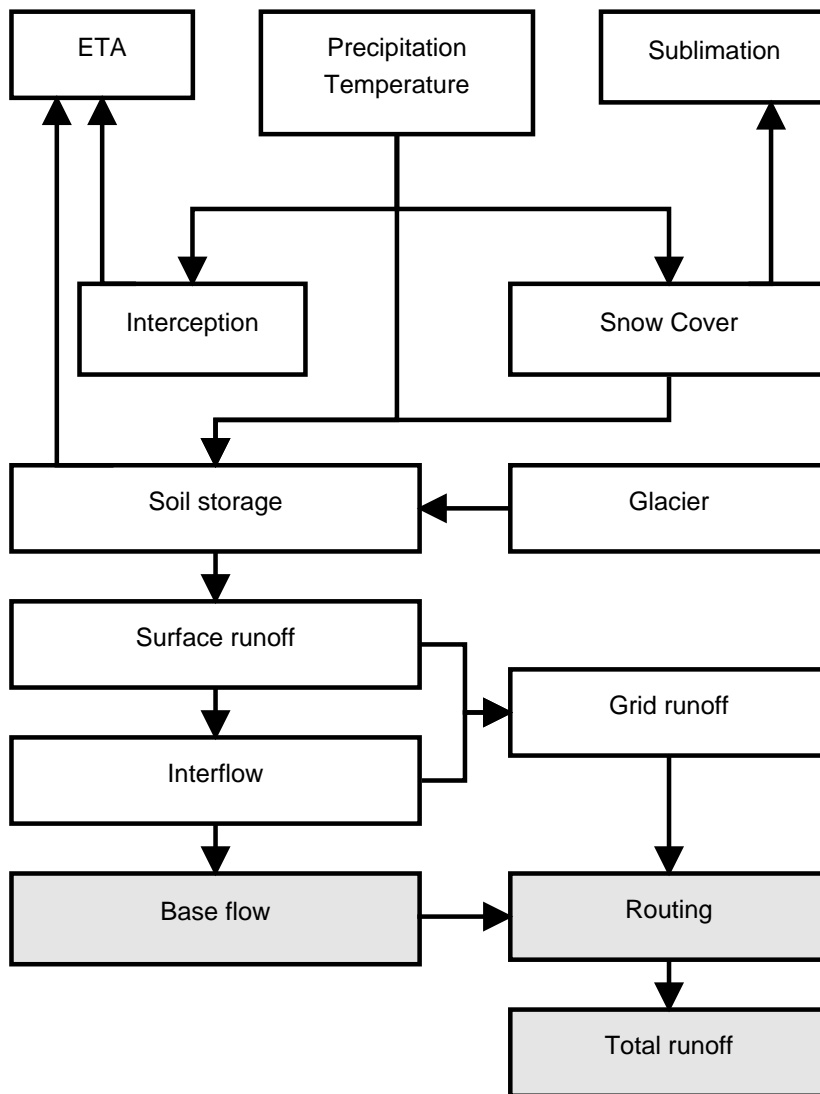 ETA
Precipitation
Temperature
Sublimation
Interception
Snow Cover
Soil storage
Glacier
Surface runoff
Grid runoff
Interflow
Base flow
Routing
Total runoff